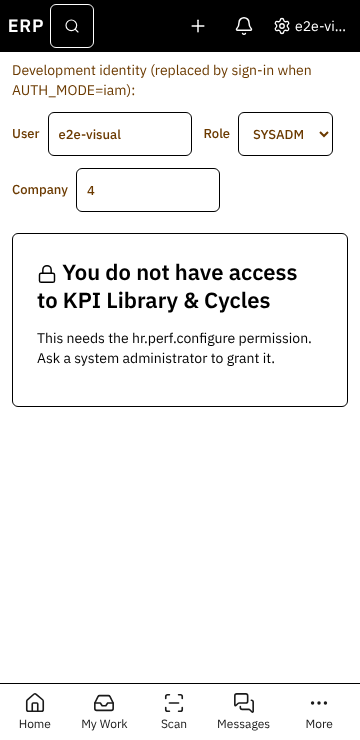 ERP
e2e-vi...
Development identity (replaced by sign-in when
AUTH_MODE=iam):
User
e2e-visual
Role
SYSADM
Company
4
You do not have access
to KPI Library & Cycles
This needs the hr.perf.configure permission.
Ask a system administrator to grant it.
Home
My Work
Scan
Messages
More